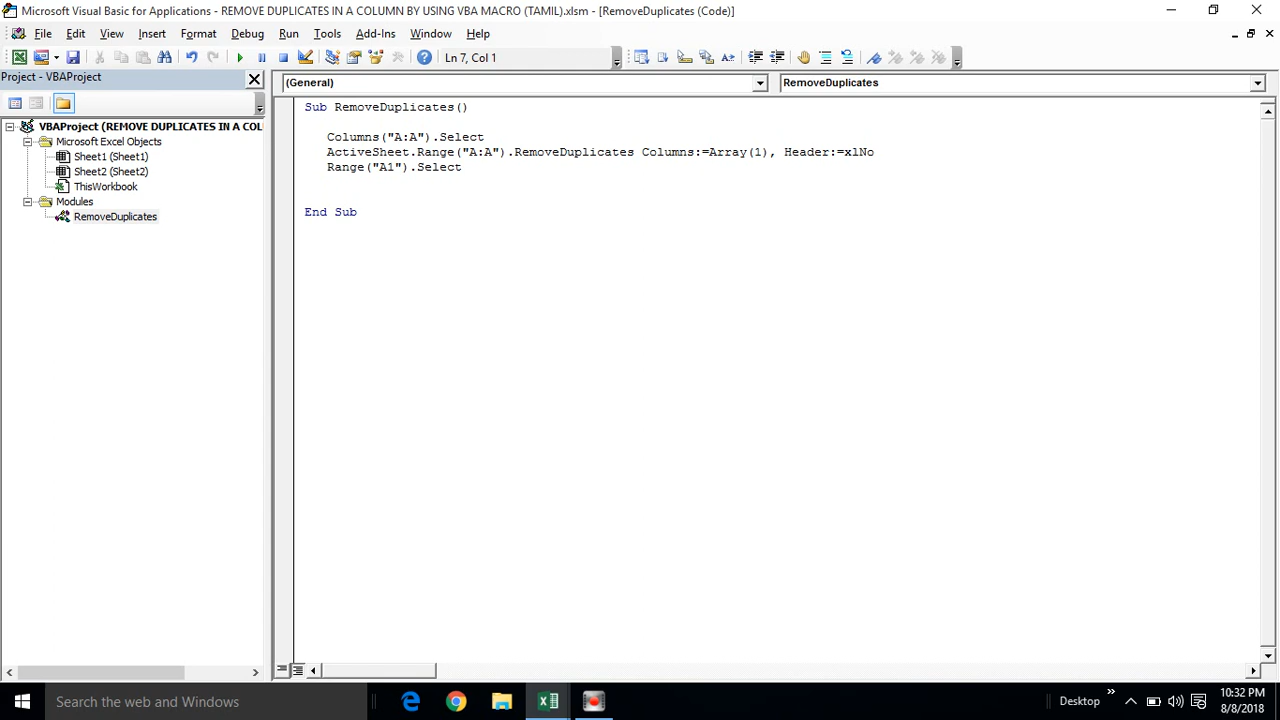 Microsoft Visual Basic for Applications - REMOVE DUPLICATES IN A COLUMN BY USING VBA MACRO (TAMIL).xlsm - [RemoveDuplicates (Code)]
File Edit View Insert Format Debug Run Tools Add-Ins Window Help
Ln 7, Col 1
Project - VBAProject
(General)
RemoveDuplicates
VBAProject (REMOVE DUPLICATES IN A COL
Microsoft Excel Objects
Sheet1 (Sheet1)
Sheet2 (Sheet2)
ThisWorkbook
Modules
RemoveDuplicates
Sub RemoveDuplicates()
Columns("A:A").Select
ActiveSheet.Range("A:A").RemoveDuplicates Columns:=Array(1), Header:=xlNo
Range("A1").Select
End Sub
Search the web and Windows
Desktop
10:32 PM
8/8/2018